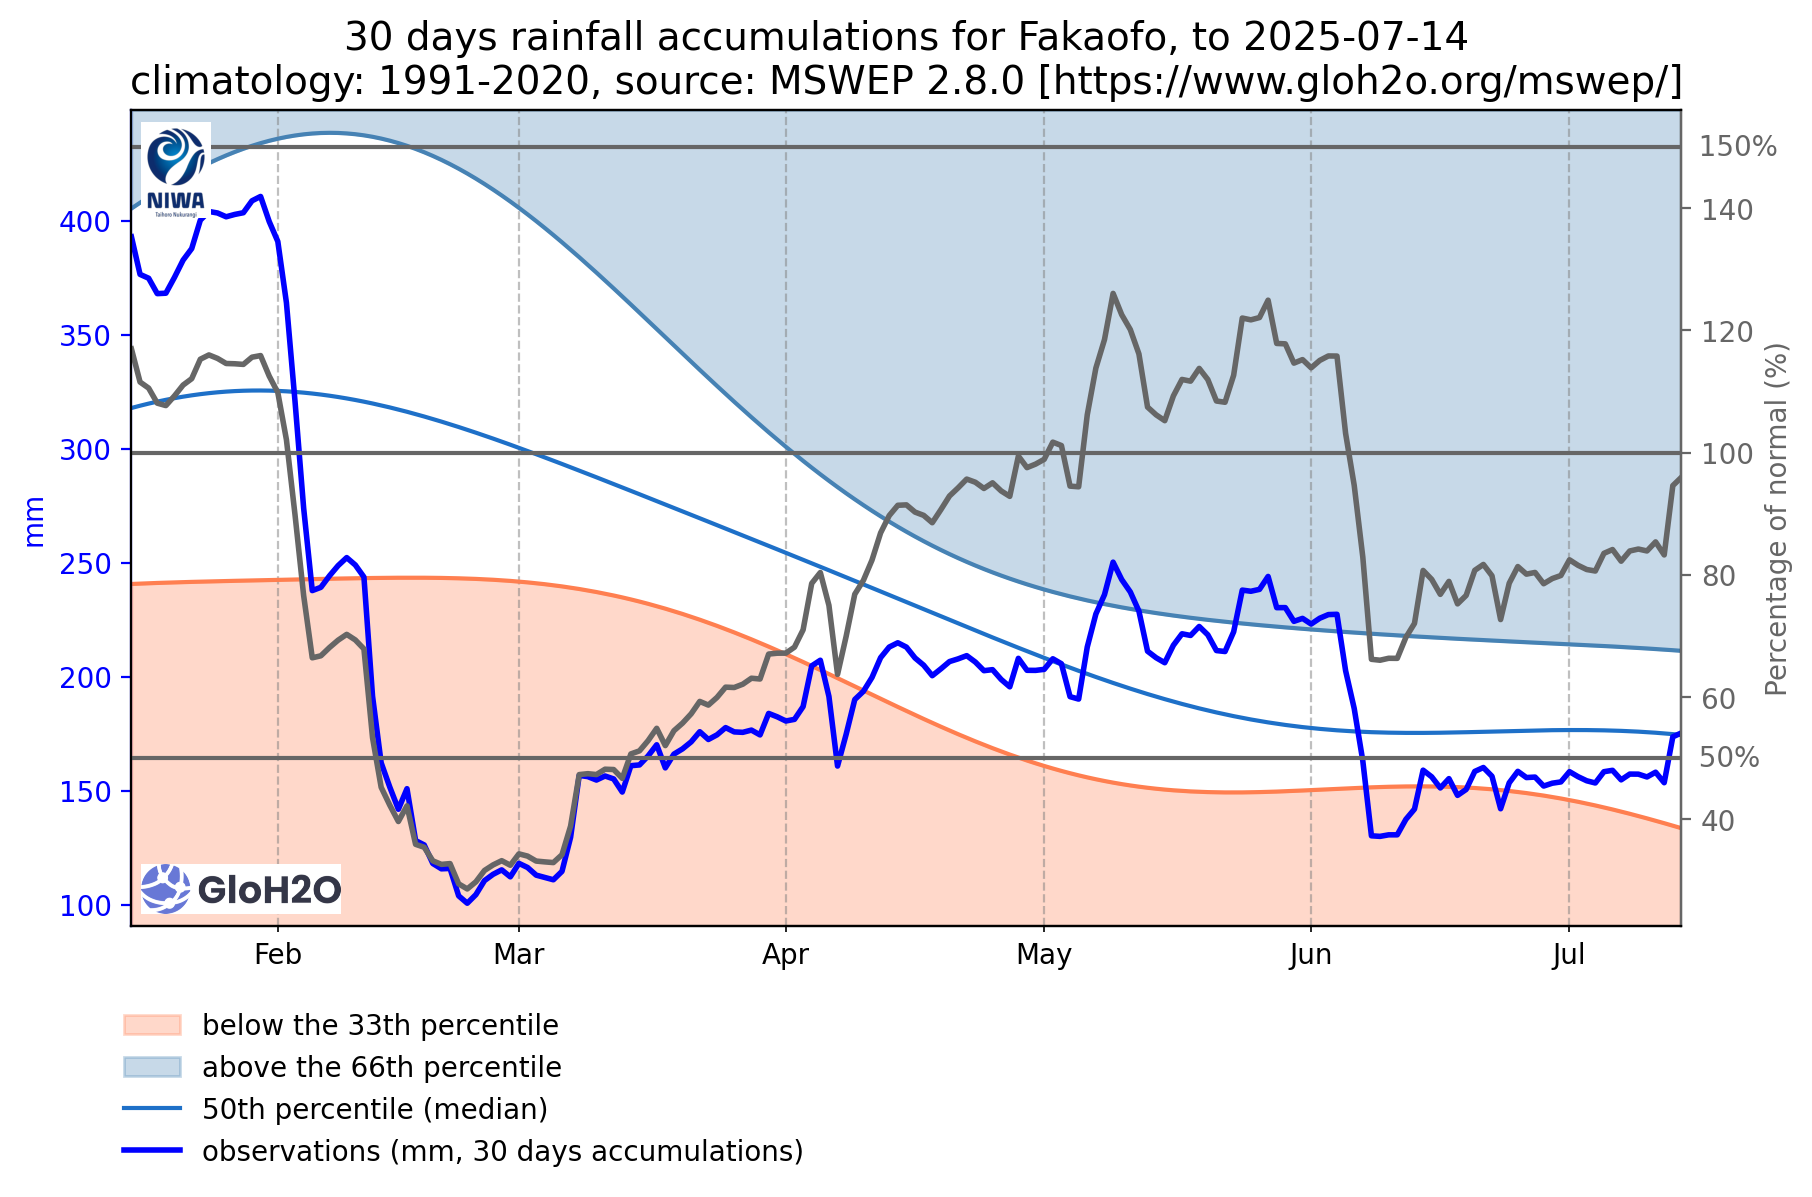 30 days rainfall accumulations for Fakaofo, to 2025-07-14
climatology: 1991-2020, source: MSWEP 2.8.0 [https://www.gloh2o.org/mswep/]
NIWA
Taihoro Nukurangi
400
350
300
250
200
150
100
mm
150%
140
120
100
80
60
50%
40
Percentage of normal (%)
GloH2O
Feb
Mar
Apr
May
Jun
Jul
below the 33th percentile
above the 66th percentile
50th percentile (median)
observations (mm, 30 days accumulations)